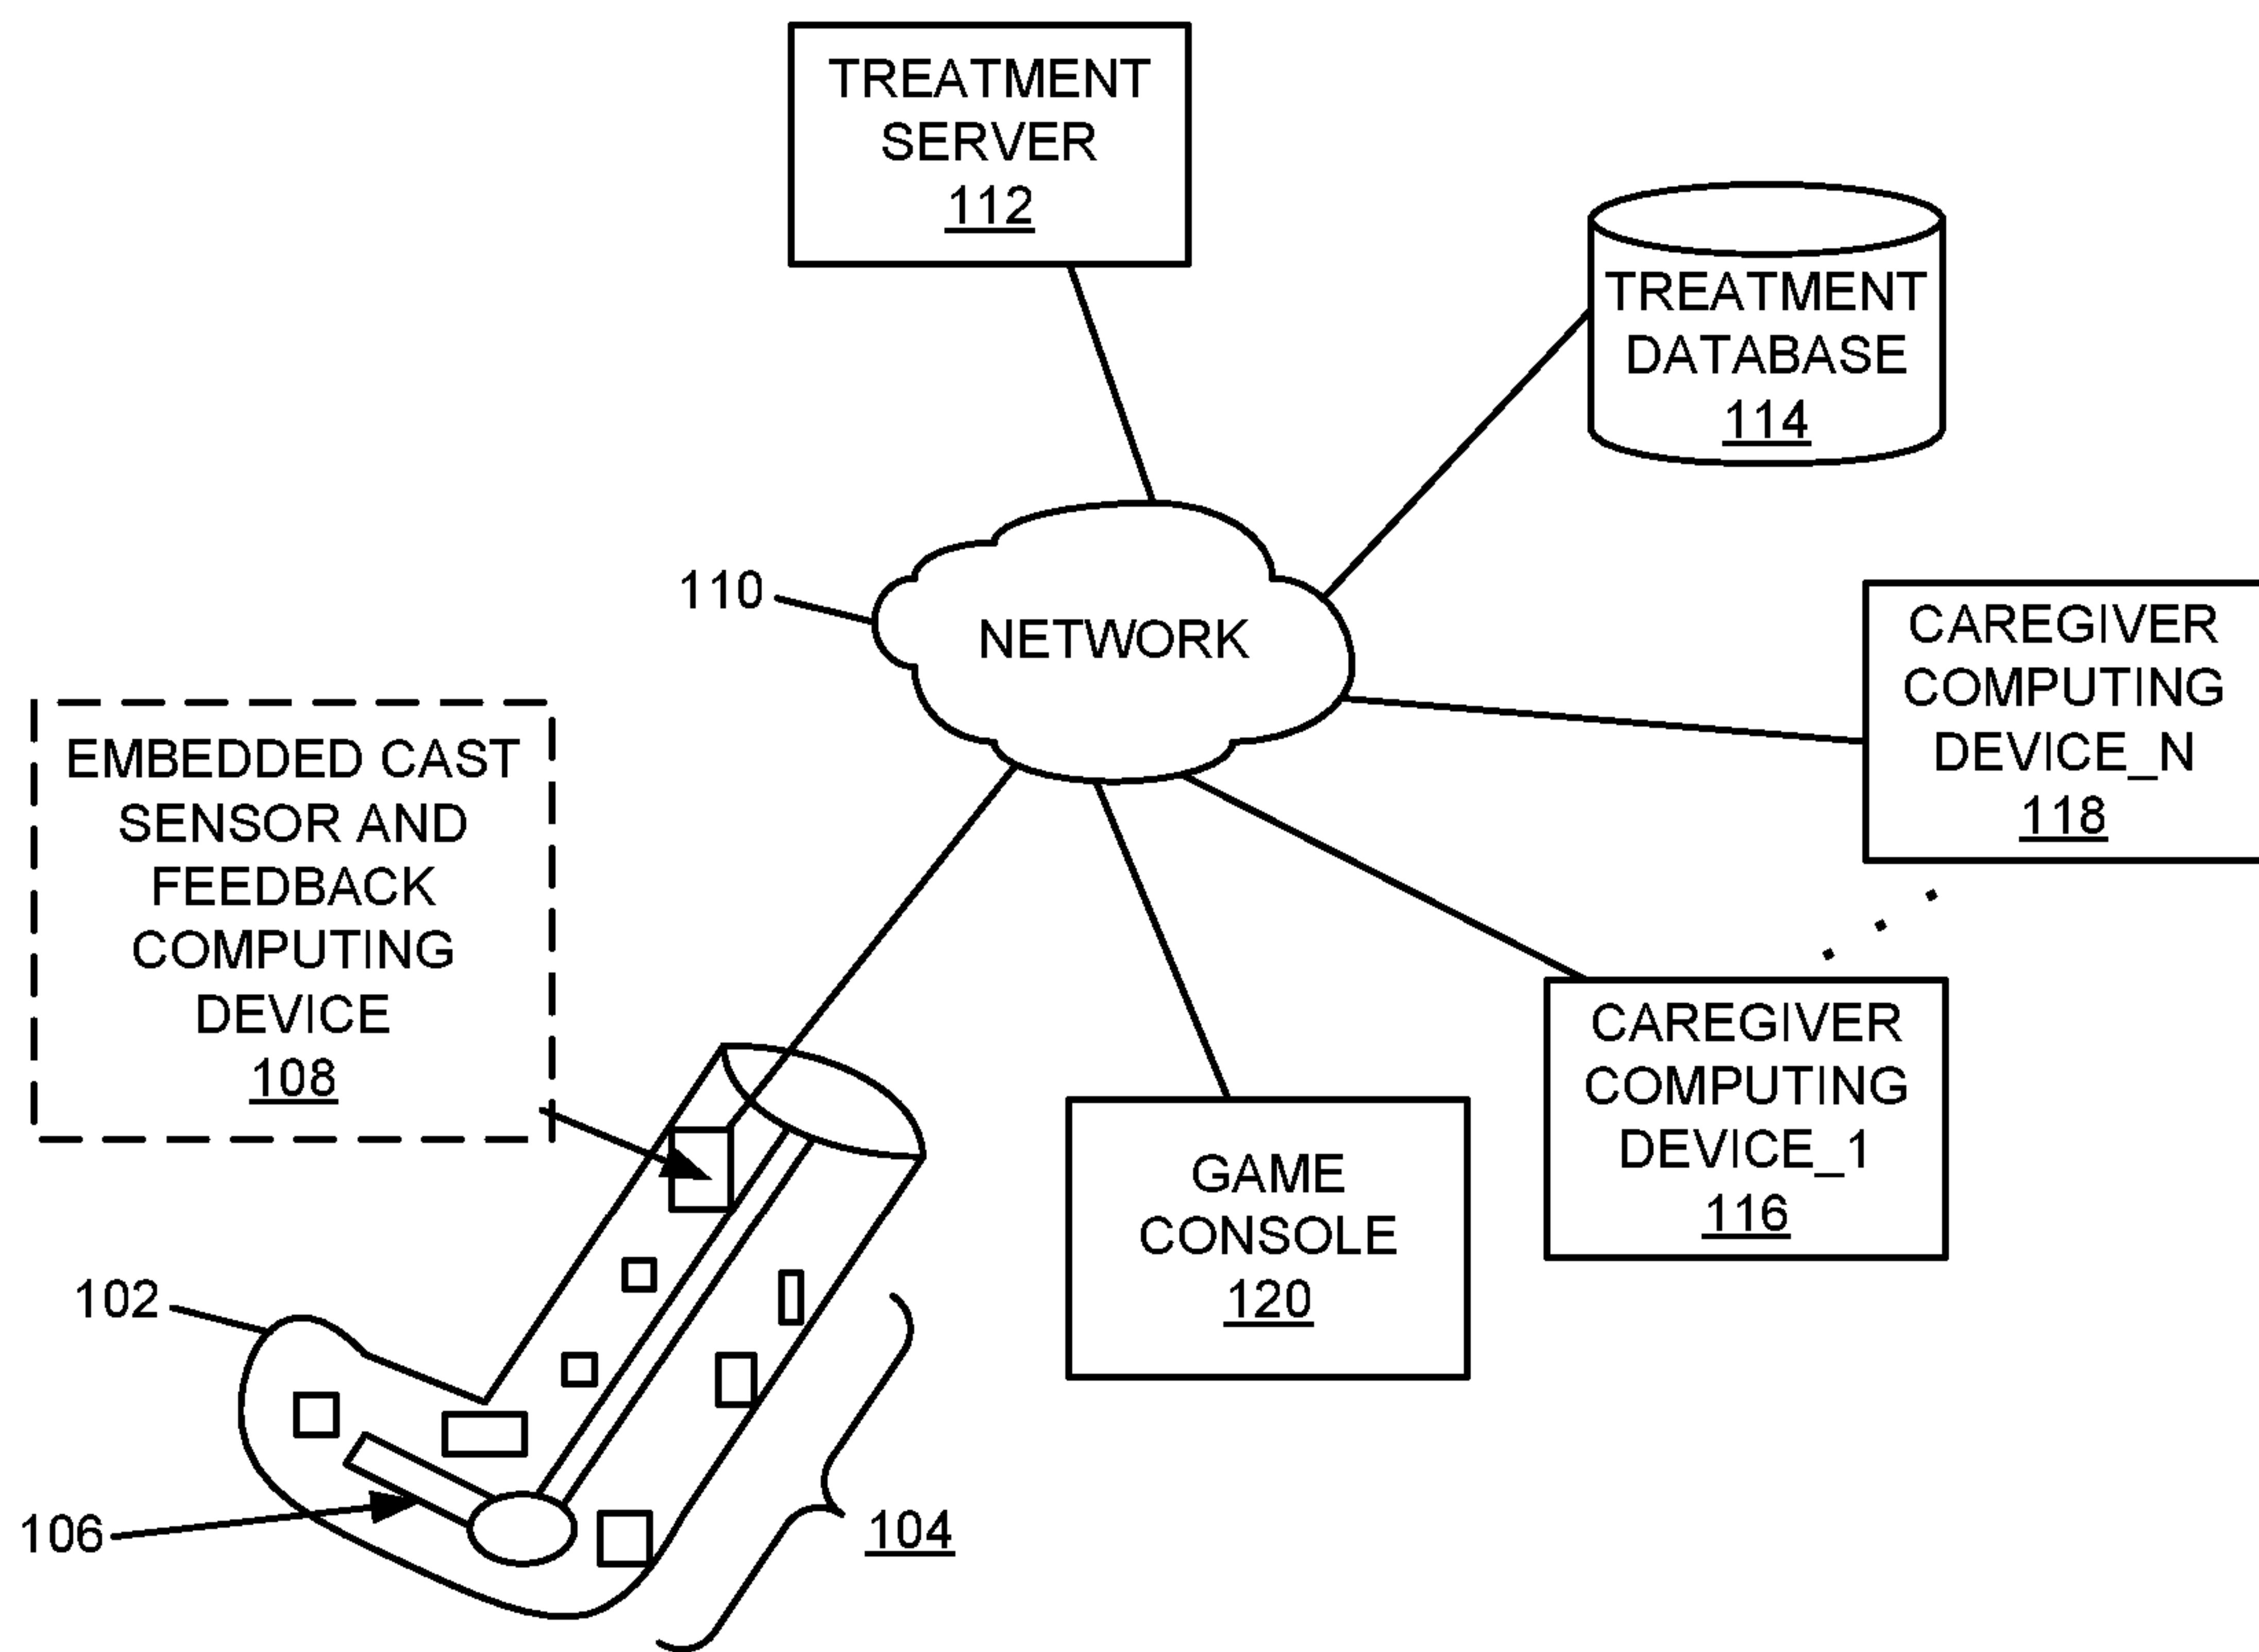 TREATMENT
SERVER
112
TREATMENT
DATABASE
114
110
NETWORK
CAREGIVER
COMPUTING
DEVICE_N
118
EMBEDDED CAST
SENSOR AND
FEEDBACK
COMPUTING
DEVICE
108
CAREGIVER
COMPUTING
DEVICE_1
116
GAME
CONSOLE
120
102
106
104